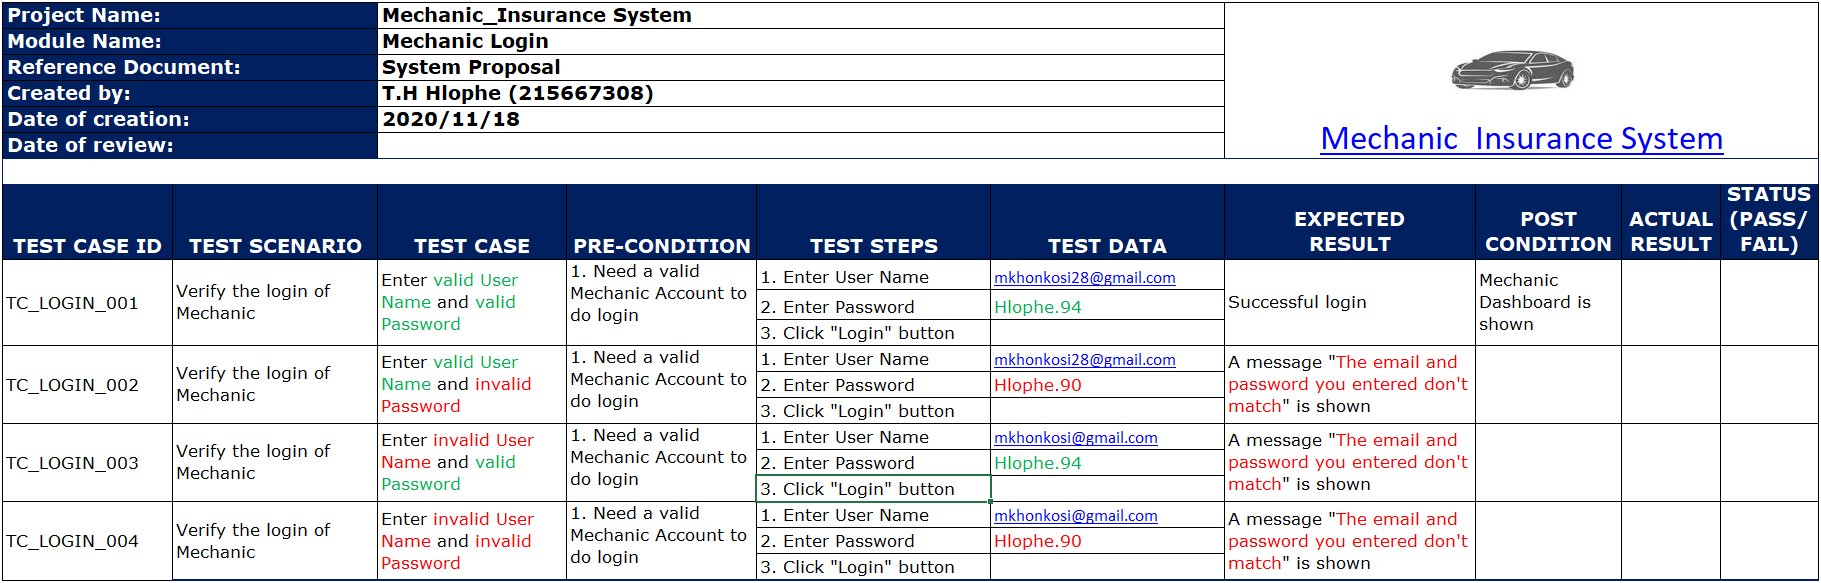 Project Name: Mechanic_Insurance System
Module Name: Mechanic Login
Reference Document: System Proposal
Created by: T.H Hlophe (215667308)
Date of creation: 2020/11/18
Date of review:
Mechanic_Insurance System
TEST CASE ID TEST SCENARIO TEST CASE PRE-CONDITION TEST STEPS TEST DATA
EXPECTED
RESULT
POST
CONDITION
ACTUAL
RESULT
STATUS
(PASS/
FAIL)
TC_LOGIN_001
Verify the login of
Mechanic
Enter valid User
Name and valid
Password
1. Need a valid
Mechanic Account to
do login
1. Enter User Name mkhonkosi28@gmail.com
2. Enter Password Hlophe.94
3. Click "Login" button
Successful login
Mechanic
Dashboard is
shown
TC_LOGIN_002
Verify the login of
Mechanic
Enter valid User
Name and invalid
Password
1. Need a valid
Mechanic Account to
do login
1. Enter User Name mkhonkosi28@gmail.com
2. Enter Password Hlophe.90
3. Click "Login" button
A message "The email and
password you entered don't
match" is shown
TC_LOGIN_003
Verify the login of
Mechanic
Enter invalid User
Name and valid
Password
1. Need a valid
Mechanic Account to
do login
1. Enter User Name mkhonkosi@gmail.com
2. Enter Password Hlophe.94
3. Click "Login" button
A message "The email and
password you entered don't
match" is shown
TC_LOGIN_004
Verify the login of
Mechanic
Enter invalid User
Name and invalid
Password
1. Need a valid
Mechanic Account to
do login
1. Enter User Name mkhonkosi@gmail.com
2. Enter Password Hlophe.90
3. Click "Login" button
A message "The email and
password you entered don't
match" is shown